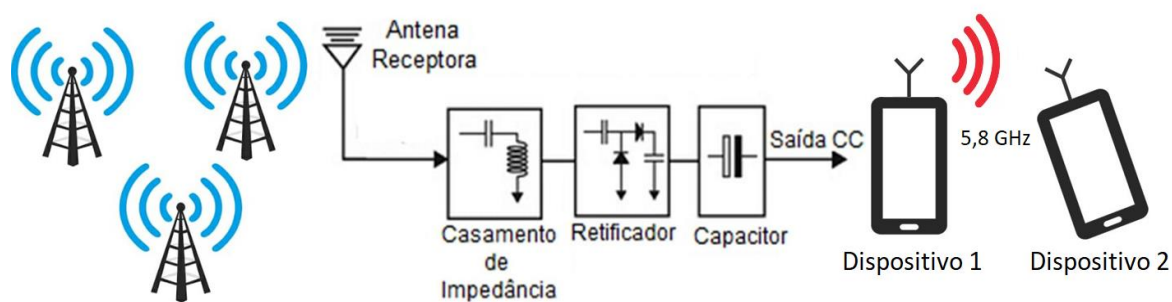 Antena
Receptora
Saída CC
5,8 GHz
Casamento
de
Impedância
Retificador
Capacitor
Dispositivo 1
Dispositivo 2